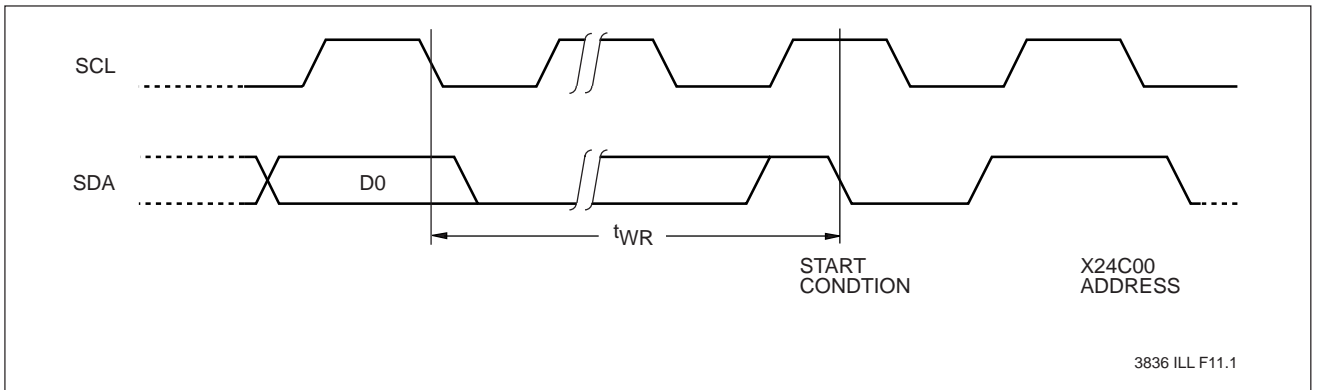 SCL
SDA
D0
tWR
START
CONDTION
X24C00
ADDRESS
3836 ILL F11.1